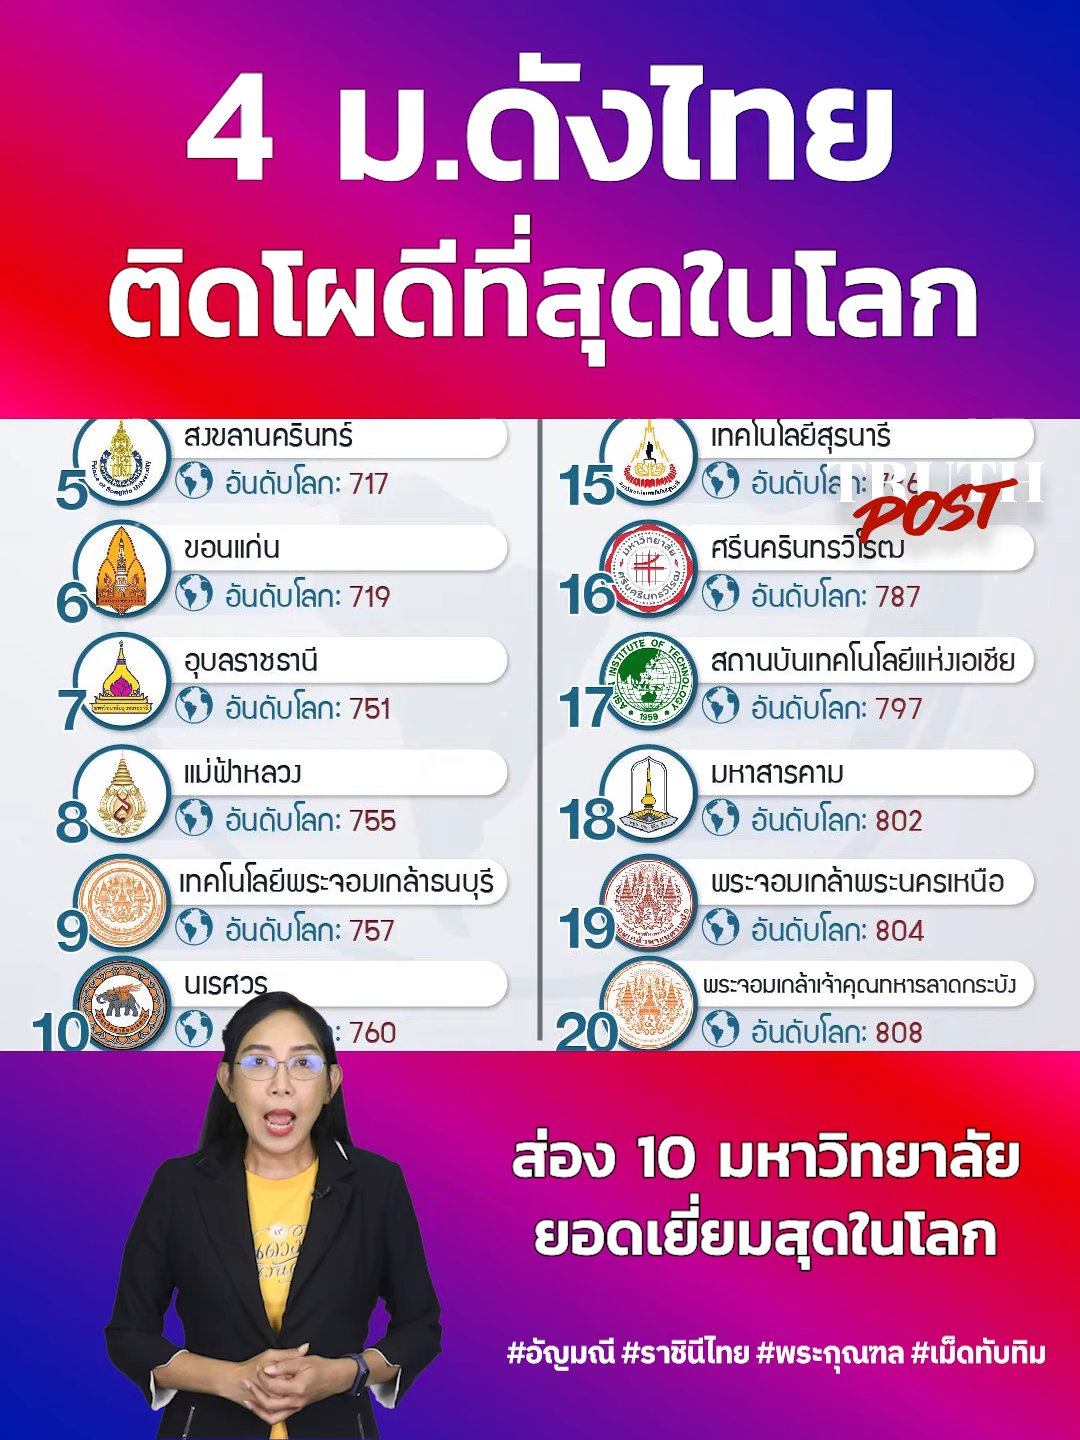 4 ม.ดังไทย
ติดโผดีที่สุดในโลก
5
สงขลานครินทร์
อันดับโลก: 717
6
ขอนแก่น
อันดับโลก: 719
7
อุบลราชธานี
อันดับโลก: 751
8
แม่ฟ้าหลวง
อันดับโลก: 755
9
เทคโนโลยีพระจอมเกล้าธนบุรี
อันดับโลก: 757
10
นเรศวร
760
15
เทคโนโลยีสุรนารี
อันดับโลก:
TRUTH
POST
16
ศรีนครินทรวิโรฒ
อันดับโลก: 787
17
สถาบันเทคโนโลยีแห่งเอเชีย
อันดับโลก: 797
ASIAN INSTITUTE OF TECHNOLOGY
1959
18
มหาสารคาม
อันดับโลก: 802
19
พระจอมเกล้าพระนครเหนือ
อันดับโลก: 804
20
พระจอมเกล้าเจ้าคุณทหารลาดกระบัง
อันดับโลก: 808
ส่อง 10 มหาวิทยาลัย
ยอดเยี่ยมสุดในโลก
#อัญมณี #ราชินีไทย #พระกุณฑล #เม็ดทับทิม